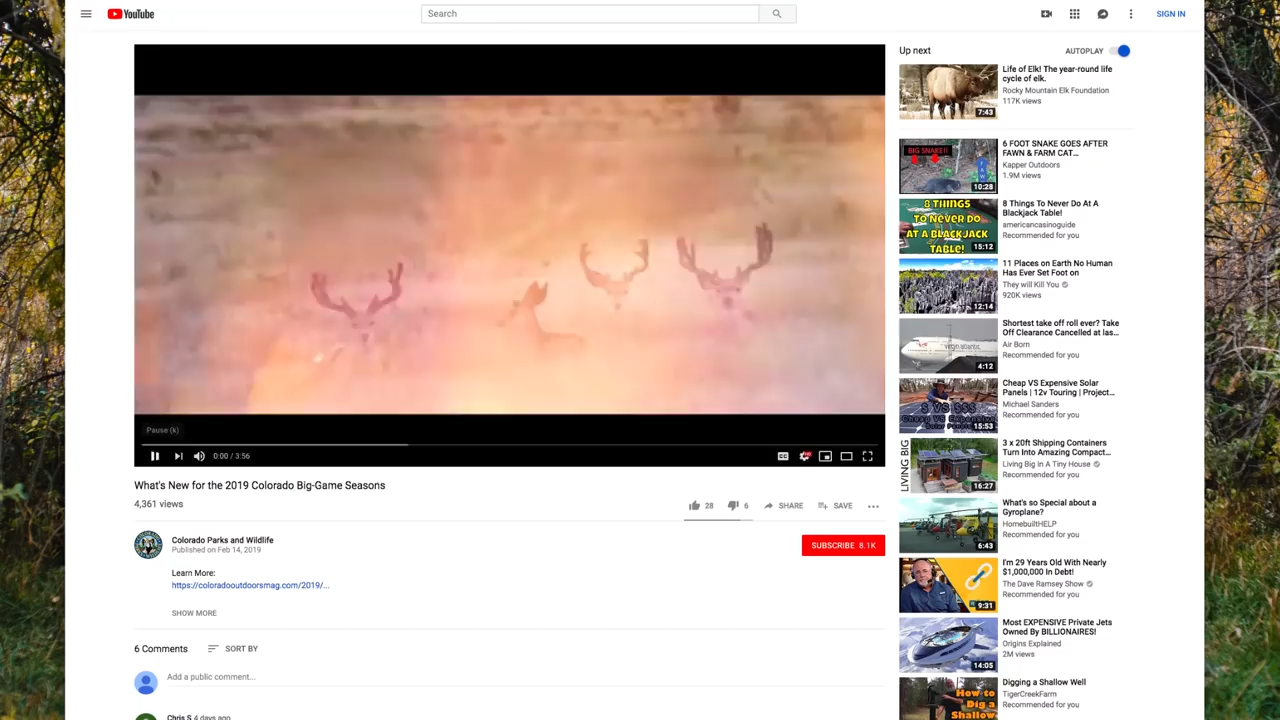 YouTube
Search
SIGN IN
Pause (k)
0:00 / 3:56
What's New for the 2019 Colorado Big-Game Seasons
4,361 views
28
6
SHARE
SAVE
Colorado Parks and Wildlife
Published on Feb 14, 2019
SUBSCRIBE 8.1K
Learn More:
https://coloradooutdoorsmag.com/2019/...
SHOW MORE
6 Comments
SORT BY
Add a public comment...
Chris S 4 days ago
Up next
AUTOPLAY
7:43
Life of Elk! The year-round life
cycle of elk.
Rocky Mountain Elk Foundation
117K views
BIG SNAKE!!
10:28
6 FOOT SNAKE GOES AFTER
FAWN & FARM CAT...
Kapper Outdoors
1.9M views
8 THINGS
TO NEVER DO
AT A BLACKJACK
TABLE!
15:12
8 Things To Never Do At A
Blackjack Table!
americancasinoguide
Recommended for you
12:14
11 Places on Earth No Human
Has Ever Set Foot on
They will Kill You
920K views
virgin atlantic
4:12
Shortest take off roll ever? Take
Off Clearance Cancelled at las...
Air Born
Recommended for you
$ VS $$$
Cheap VS Expensive
Solar Panels
15:53
Cheap VS Expensive Solar
Panels | 12v Touring | Project...
Michael Sanders
Recommended for you
LIVING BIG
16:27
3 x 20ft Shipping Containers
Turn Into Amazing Compact...
Living Big In A Tiny House
Recommended for you
6:43
What's so Special about a
Gyroplane?
HomebuiltHELP
Recommended for you
9:31
I'm 29 Years Old With Nearly
$1,000,000 In Debt!
The Dave Ramsey Show
Recommended for you
14:05
Most EXPENSIVE Private Jets
Owned By BILLIONAIRES!
Origins Explained
2M views
How to
Dig a
Shallow
Digging a Shallow Well
TigerCreekFarm
Recommended for you